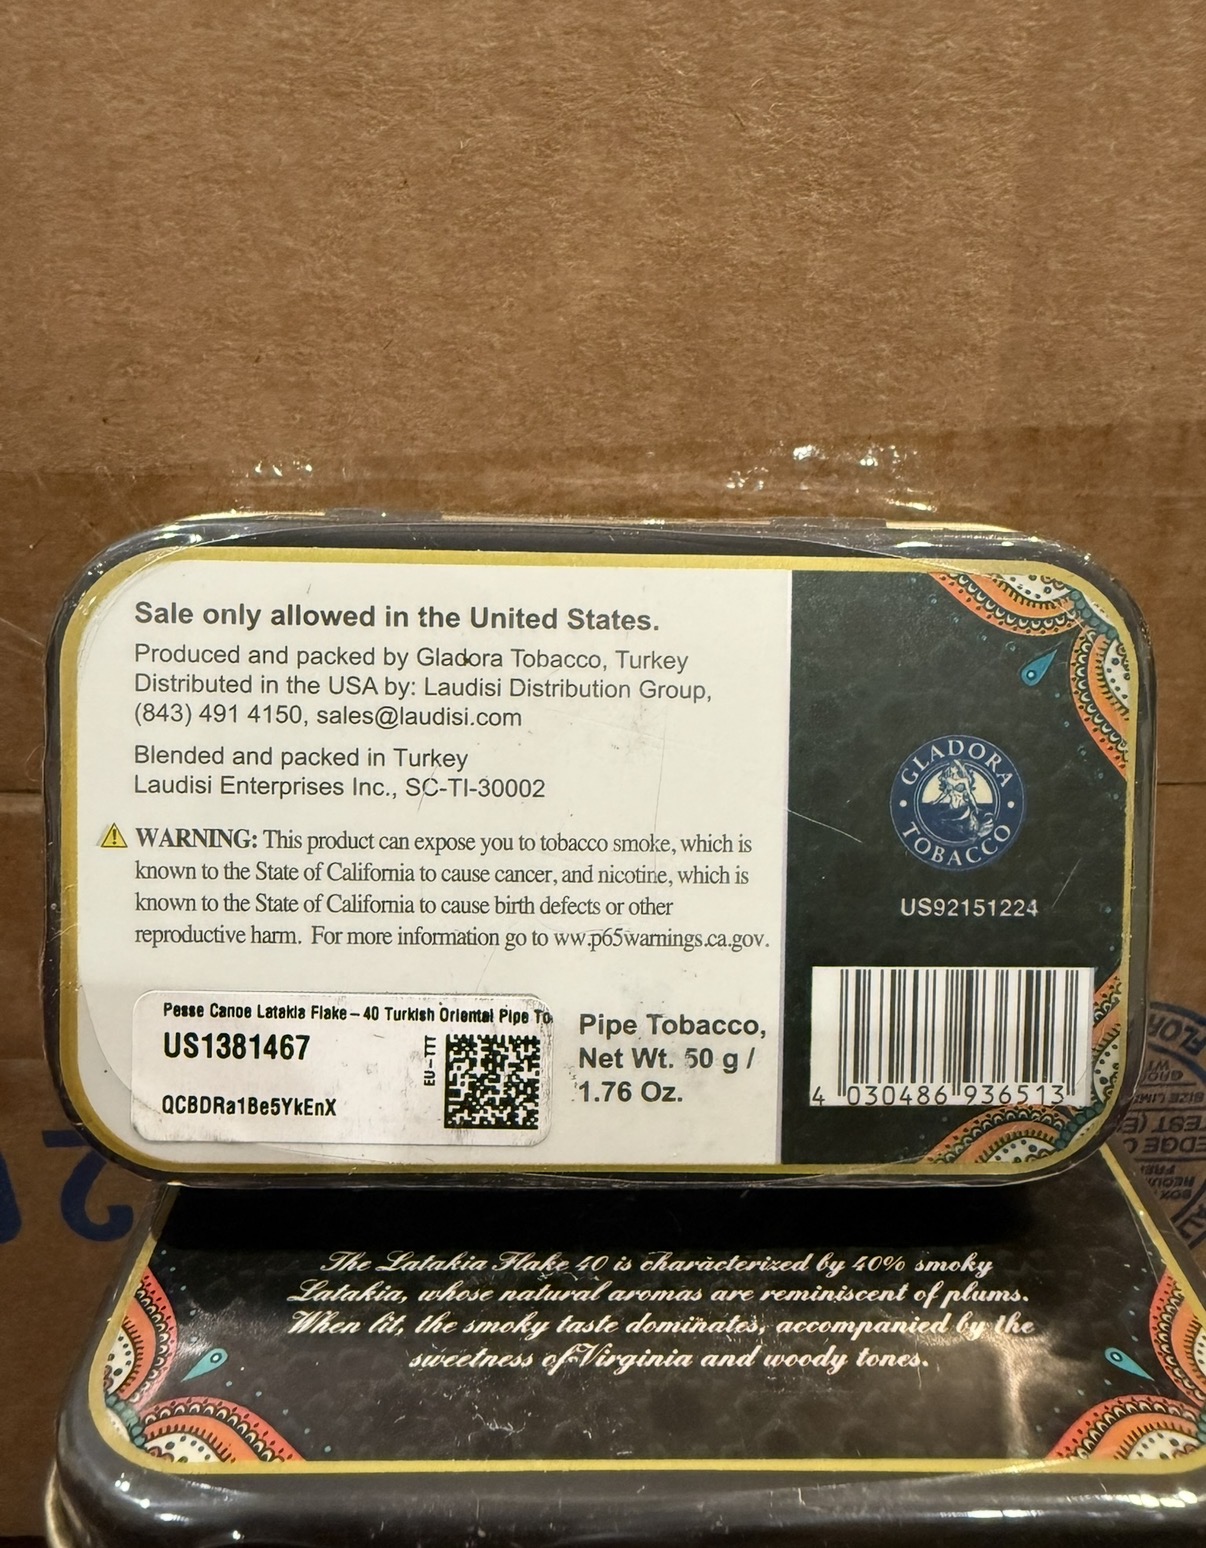 Sale only allowed in the United States.
Produced and packed by Gladora Tobacco, Turkey
Distributed in the USA by: Laudisi Distribution Group,
(843) 491 4150, sales@laudisi.com
Blended and packed in Turkey
Laudisi Enterprises Inc., SC-TI-30002
WARNING: This product can expose you to tobacco smoke, which is
known to the State of California to cause cancer, and nicotine, which is
known to the State of California to cause birth defects or other
reproductive harm. For more information go to ww.p65warnings.ca.gov.
Pesse Canoe Latakia Flake – 40 Turkish Oriental Pipe To
US1381467
EU-TTT
QCBDRa1Be5YkEnX
Pipe Tobacco,
Net Wt. 50 g /
1.76 Oz.
GLADORA
TOBACCO
US92151224
4 030486 936513
The Latakia Flake 40 is characterized by 40% smoky
Latakia, whose natural aromas are reminiscent of plums.
When lit, the smoky taste dominates, accompanied by the
sweetness of Virginia and woody tones.